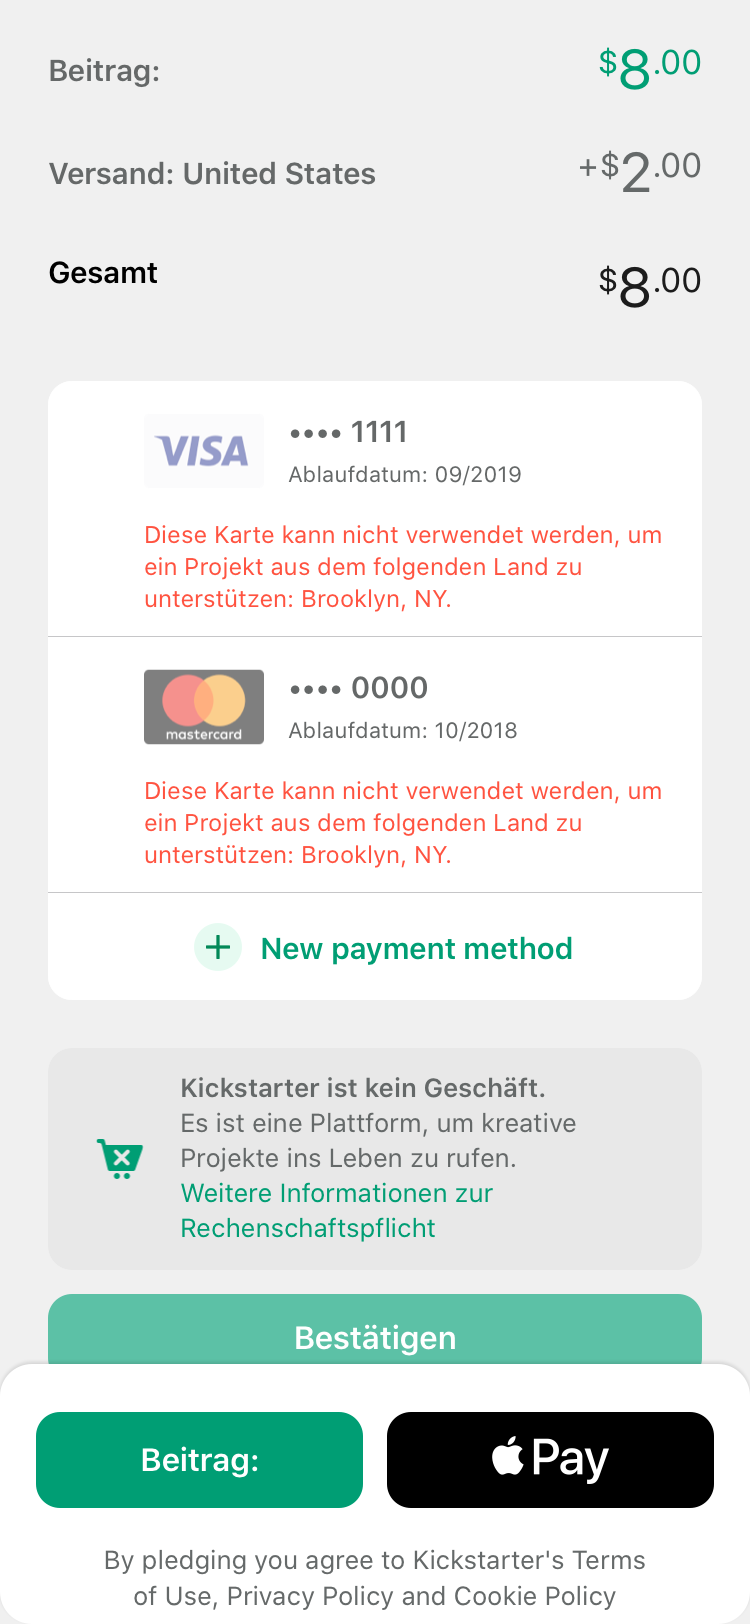 Beitrag:
$8.00
Versand: United States
+$2.00
Gesamt
$8.00
VISA
•••• 1111
Ablaufdatum: 09/2019
Diese Karte kann nicht verwendet werden, um
ein Projekt aus dem folgenden Land zu
unterstützen: Brooklyn, NY.
mastercard
•••• 0000
Ablaufdatum: 10/2018
Diese Karte kann nicht verwendet werden, um
ein Projekt aus dem folgenden Land zu
unterstützen: Brooklyn, NY.
New payment method
Kickstarter ist kein Geschäft.
Es ist eine Plattform, um kreative
Projekte ins Leben zu rufen.
Weitere Informationen zur
Rechenschaftspflicht
Bestätigen
Beitrag:
Pay
By pledging you agree to Kickstarter's Terms
of Use, Privacy Policy and Cookie Policy